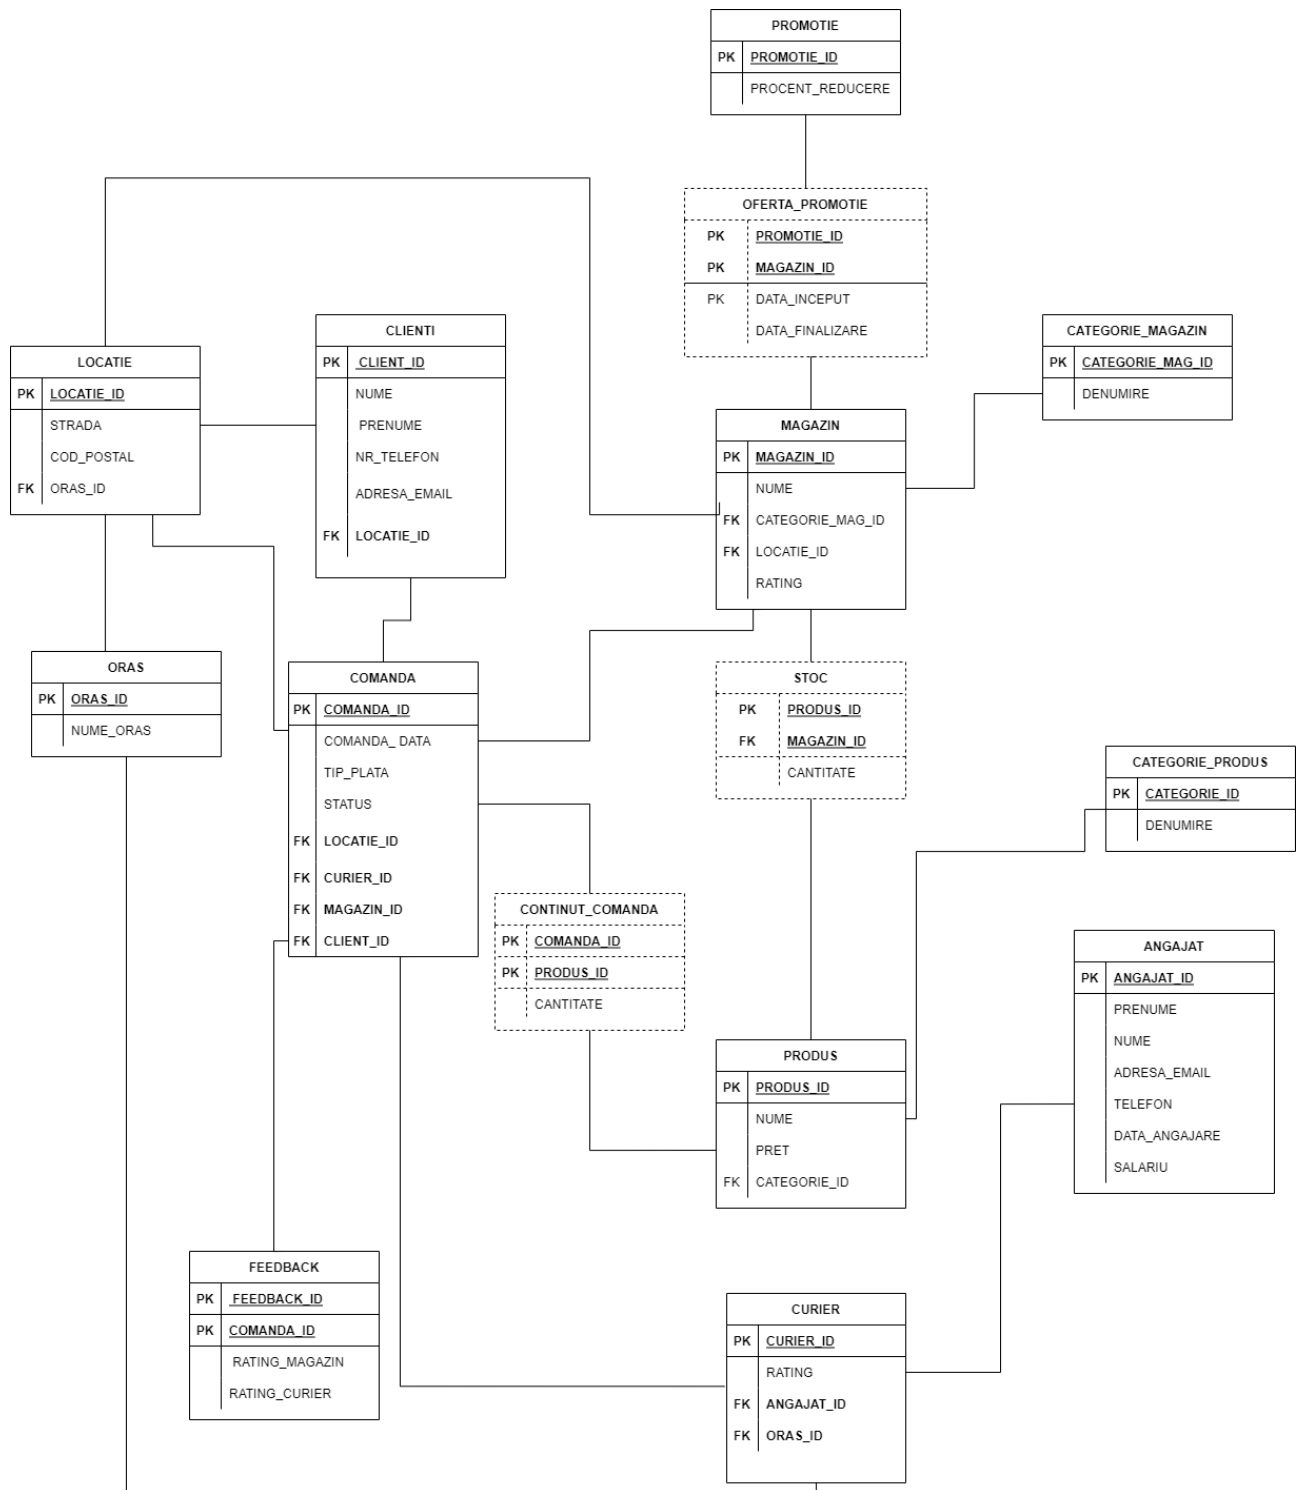 PROMOTIE
PK PROMOTIE_ID
PROCENT_REDUCERE
OFERTA_PROMOTIE
PK PROMOTIE_ID
PK MAGAZIN_ID
PK DATA_INCEPUT
DATA_FINALIZARE
CLIENTI
PK CLIENT_ID
NUME
PRENUME
NR_TELEFON
ADRESA_EMAIL
FK LOCATIE_ID
CATEGORIE_MAGAZIN
PK CATEGORIE_MAG_ID
DENUMIRE
LOCATIE
PK LOCATIE_ID
STRADA
COD_POSTAL
FK ORAS_ID
MAGAZIN
PK MAGAZIN_ID
NUME
FK CATEGORIE_MAG_ID
FK LOCATIE_ID
RATING
ORAS
PK ORAS_ID
NUME_ORAS
COMANDA
PK COMANDA_ID
COMANDA_ DATA
TIP_PLATA
STATUS
FK LOCATIE_ID
FK CURIER_ID
FK MAGAZIN_ID
FK CLIENT_ID
STOC
PK PRODUS_ID
FK MAGAZIN_ID
CANTITATE
CATEGORIE_PRODUS
PK CATEGORIE_ID
DENUMIRE
CONTINUT_COMANDA
PK COMANDA_ID
PK PRODUS_ID
CANTITATE
ANGAJAT
PK ANGAJAT_ID
PRENUME
NUME
ADRESA_EMAIL
TELEFON
DATA_ANGAJARE
SALARIU
PRODUS
PK PRODUS_ID
NUME
PRET
FK CATEGORIE_ID
FEEDBACK
PK FEEDBACK_ID
PK COMANDA_ID
RATING_MAGAZIN
RATING_CURIER
CURIER
PK CURIER_ID
RATING
FK ANGAJAT_ID
FK ORAS_ID